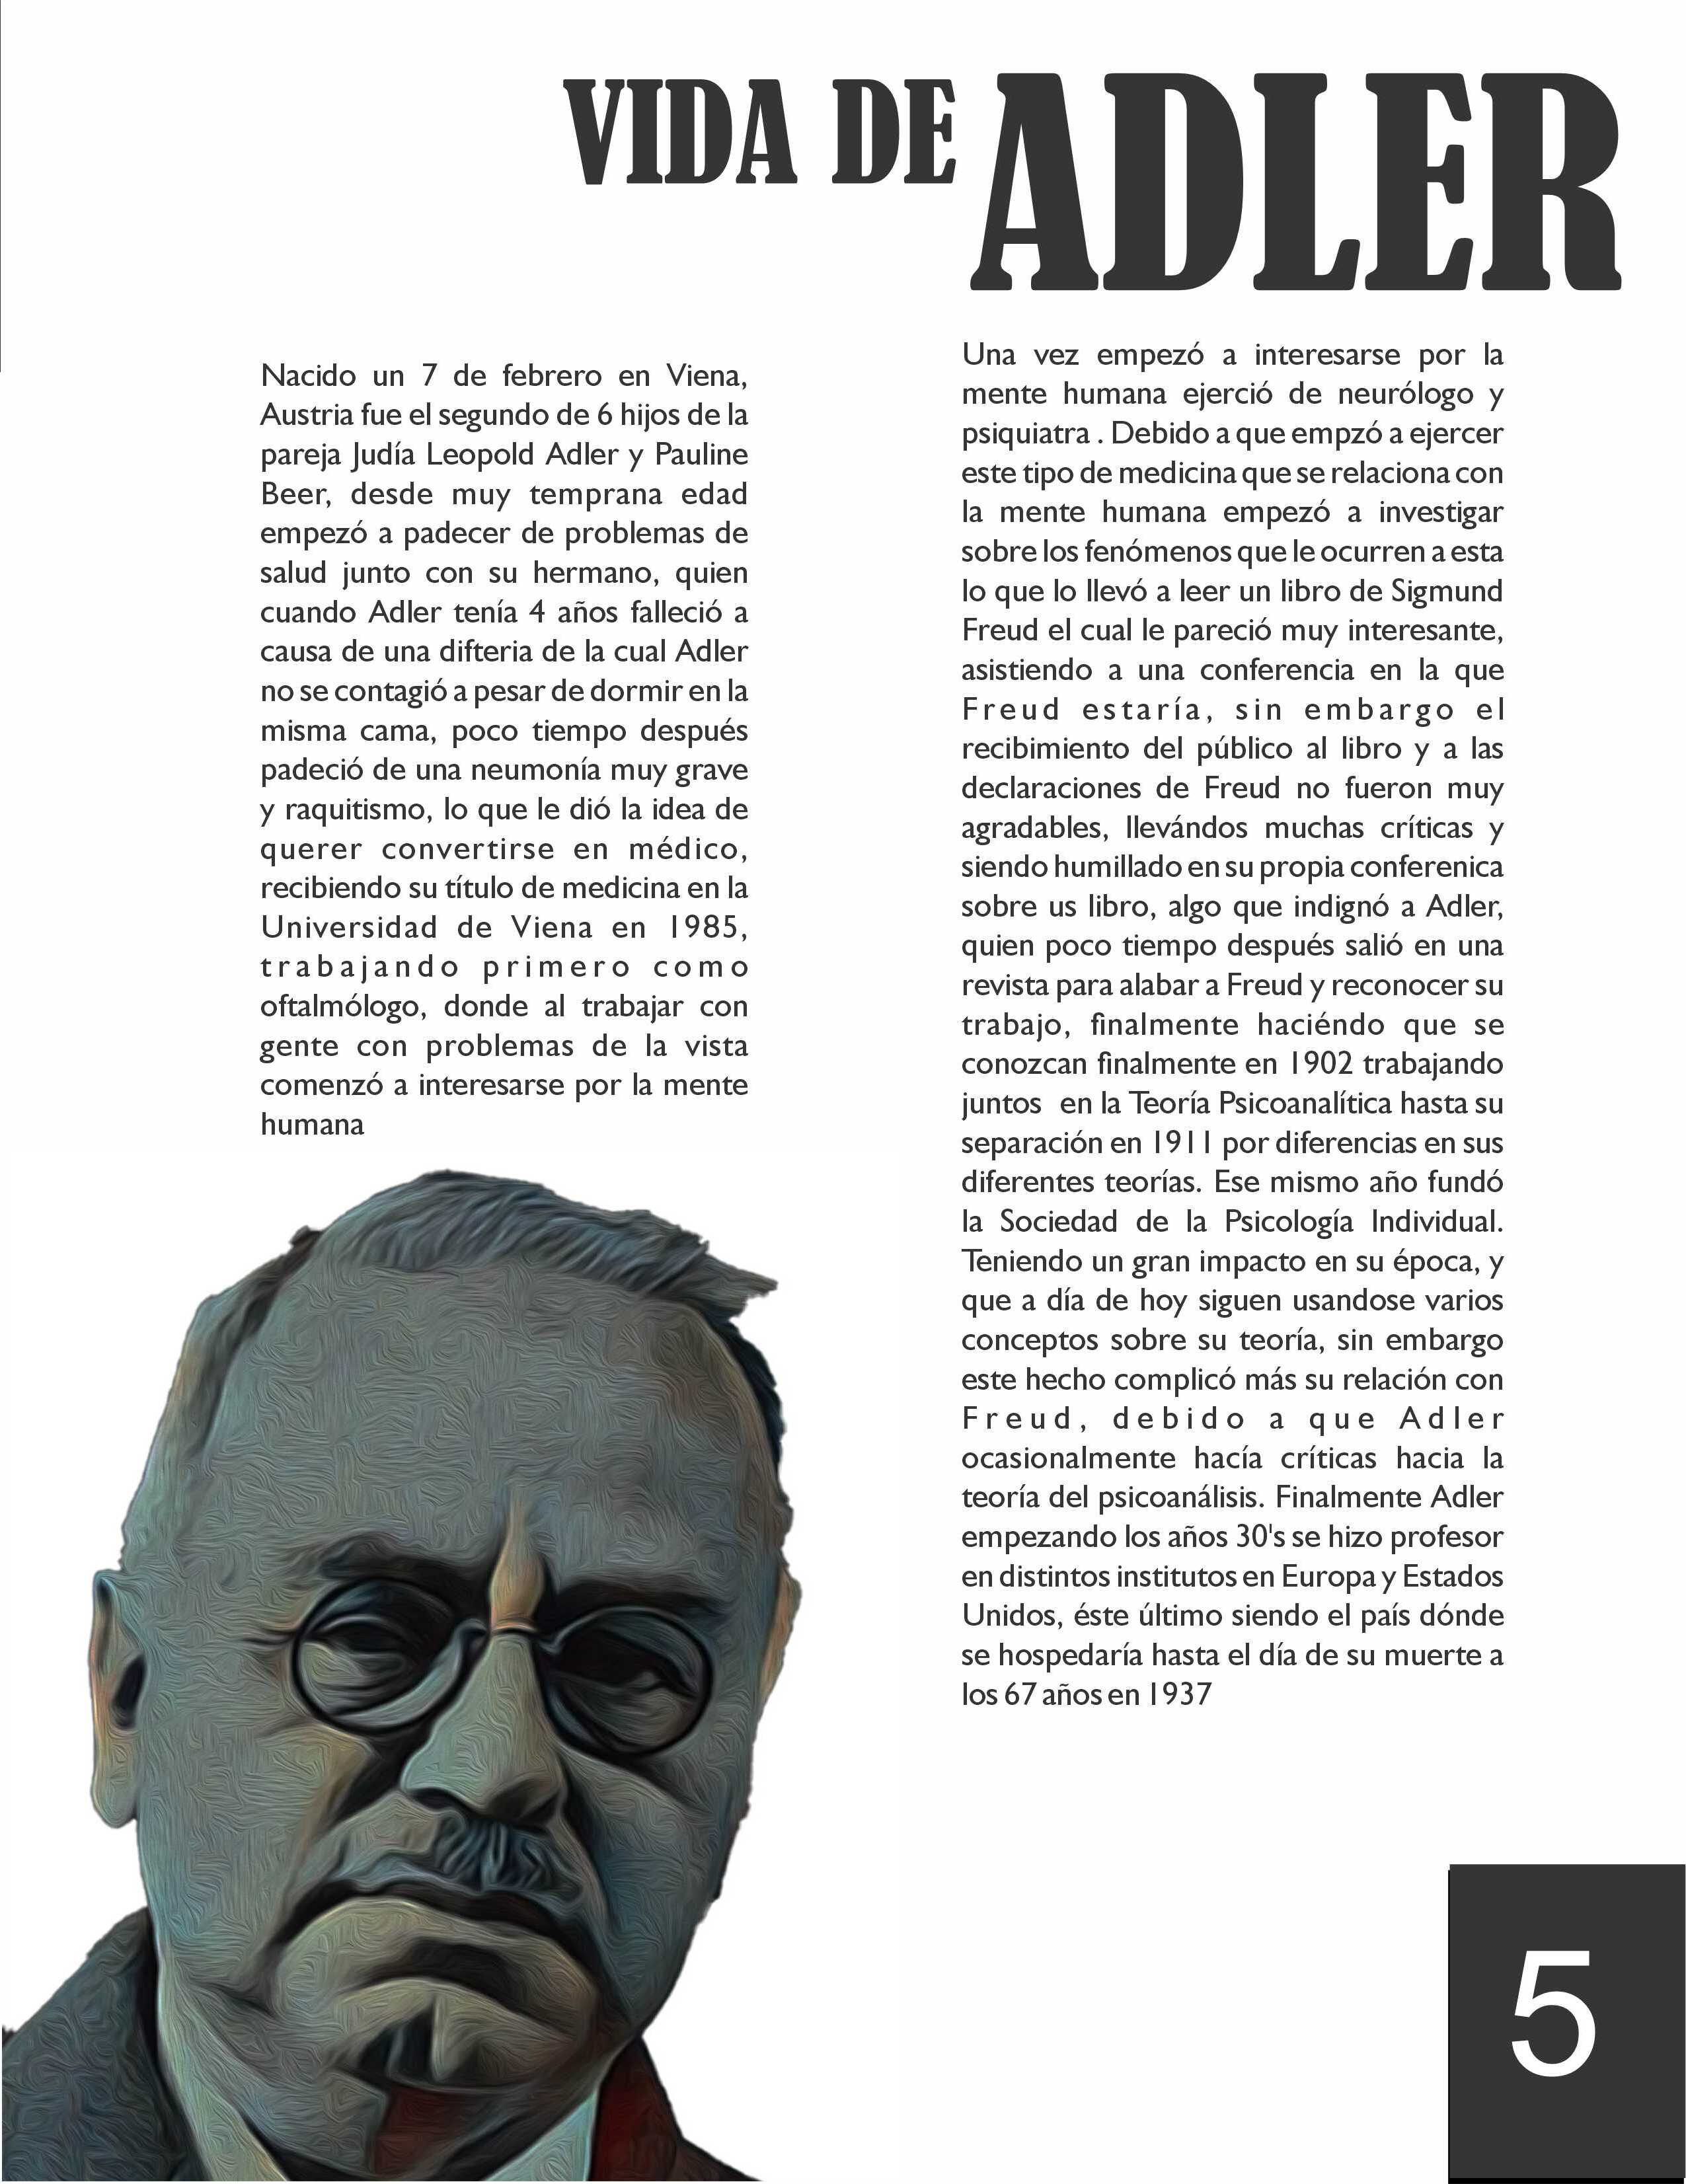 VIDA DE ADLER
Nacido un 7 de febrero en Viena,
Austria fue el segundo de 6 hijos de la
pareja Judía Leopold Adler y Pauline
Beer, desde muy temprana edad
empezó a padecer de problemas de
salud junto con su hermano, quien
cuando Adler tenía 4 años falleció a
causa de una difteria de la cual Adler
no se contagió a pesar de dormir en la
misma cama, poco tiempo después
padeció de una neumonía muy grave
y raquitismo, lo que le dió la idea de
querer convertirse en médico,
recibiendo su título de medicina en la
Universidad de Viena en 1985,
trabajando primero como
oftalmólogo, donde al trabajar con
gente con problemas de la vista
comenzó a interesarse por la mente
humana
Una vez empezó a interesarse por la
mente humana ejerció de neurólogo y
psiquiatra . Debido a que empzó a ejercer
este tipo de medicina que se relaciona con
la mente humana empezó a investigar
sobre los fenómenos que le ocurren a esta
lo que lo llevó a leer un libro de Sigmund
Freud el cual le pareció muy interesante,
asistiendo a una conferencia en la que
Freud estaría, sin embargo el
recibimiento del público al libro y a las
declaraciones de Freud no fueron muy
agradables, llevándos muchas críticas y
siendo humillado en su propia conferenica
sobre us libro, algo que indignó a Adler,
quien poco tiempo después salió en una
revista para alabar a Freud y reconocer su
trabajo, finalmente haciéndo que se
conozcan finalmente en 1902 trabajando
juntos en la Teoría Psicoanalítica hasta su
separación en 1911 por diferencias en sus
diferentes teorías. Ese mismo año fundó
la Sociedad de la Psicología Individual.
Teniendo un gran impacto en su época, y
que a día de hoy siguen usandose varios
conceptos sobre su teoría, sin embargo
este hecho complicó más su relación con
Freud, debido a que Adler
ocasionalmente hacía críticas hacia la
teoría del psicoanálisis. Finalmente Adler
empezando los años 30's se hizo profesor
en distintos institutos en Europa y Estados
Unidos, éste último siendo el país dónde
se hospedaría hasta el día de su muerte a
los 67 años en 1937
5